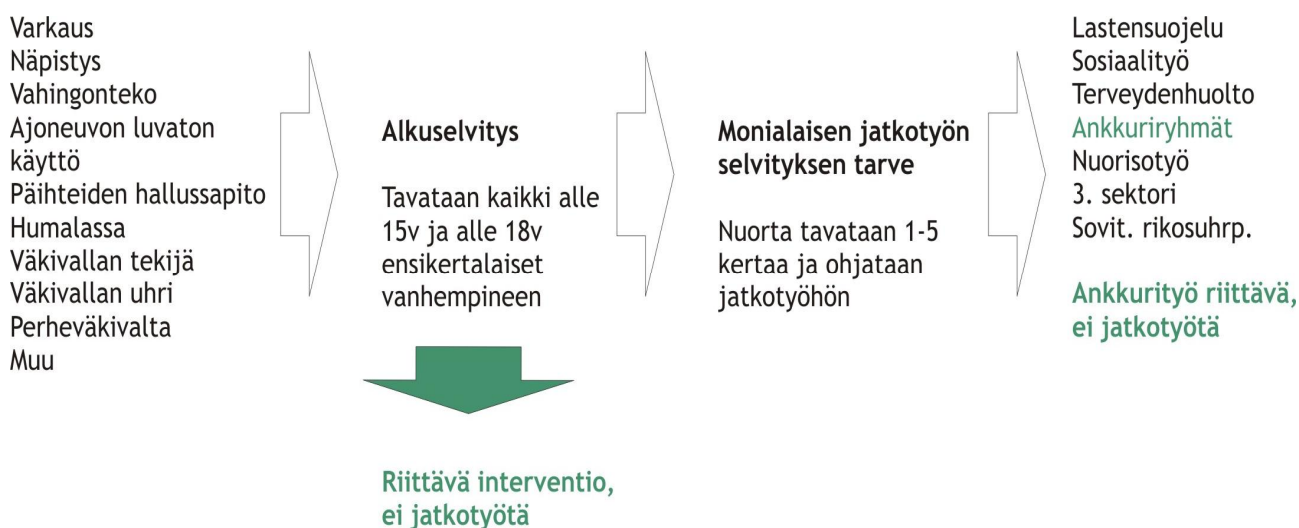 Varkaus
Näpistys
Vahingonteko
Ajoneuvon luvaton
käyttö
Päihteiden hallussapito
Humalassa
Väkivallan tekijä
Väkivallan uhri
Perheväkivalta
Muu
Alkuselvitys
Tavataan kaikki alle
15v ja alle 18v
ensikertalaiset
vanhempineen
Riittävä interventio,
ei jatkotyötä
Monialaisen jatkotyön
selvityksen tarve
Nuorta tavataan 1-5
kertaa ja ohjataan
jatkotyöhön
Lastensuojelu
Sosiaalityö
Terveydenhuolto
Ankkuriryhmät
Nuorisotyö
3. sektori
Sovit. rikosuhrp.
Ankkurityö riittävä,
ei jatkotyötä